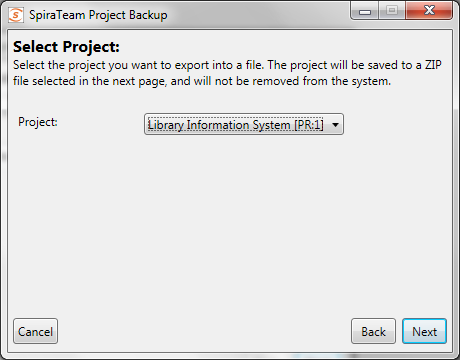 SpiraTeam Project Backup
Select Project:
Select the project you want to export into a file. The project will be saved to a ZIP
file selected in the next page, and will not be removed from the system.
Project:
Library Information System [PR:1]
Cancel
Back
Next